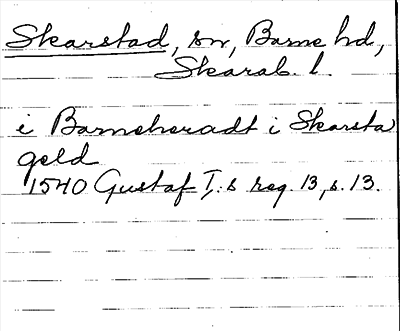 Skarstad, sn, Barne hd,
Skarab. l.
i Barneheradt i Skarsta
geld
1540 Gustaf I:s reg. 13, s. 13.